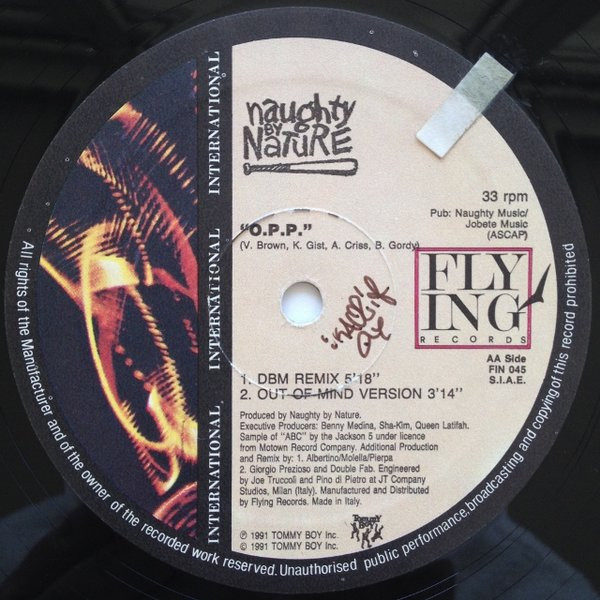 naughty
BY
NATURE
33 rpm
Pub: Naughty Music/
Jobete Music
(ASCAP)
"O.P.P."
(V. Brown, K. Gist, A. Criss, B. Gordy)
FLY
ING
RECORDS
AA Side
FIN 045
S.I.A.E.
1. DBM REMIX 5'18''
2. OUT OF MIND VERSION 3'14''
Produced by Naughty by Nature.
Executive Producers: Benny Medina, Sha-Kim, Queen Latifah.
Sample of "ABC" by the Jackson 5 under licence
from Motown Record Company. Additional Production
and Remix by: 1. Albertino/Molella/Pierpa
2. Giorgio Prezioso and Double Fab. Engineered
by Joe Truccoli and Pino di Pietro at JT Company
Studios, Milan (Italy). Manufactured and Distributed
by Flying Records. Made in Italy.
℗ 1991 TOMMY BOY Inc.
© 1991 TOMMY BOY Inc.
TOMMY
BOY
INTERNATIONAL INTERNATIONAL INTERNATIONAL INTERNATIONAL
All rights of the Manufacturer and of the owner of the recorded work reserved. Unauthorised public performance, broadcasting and copying of this record prohibited